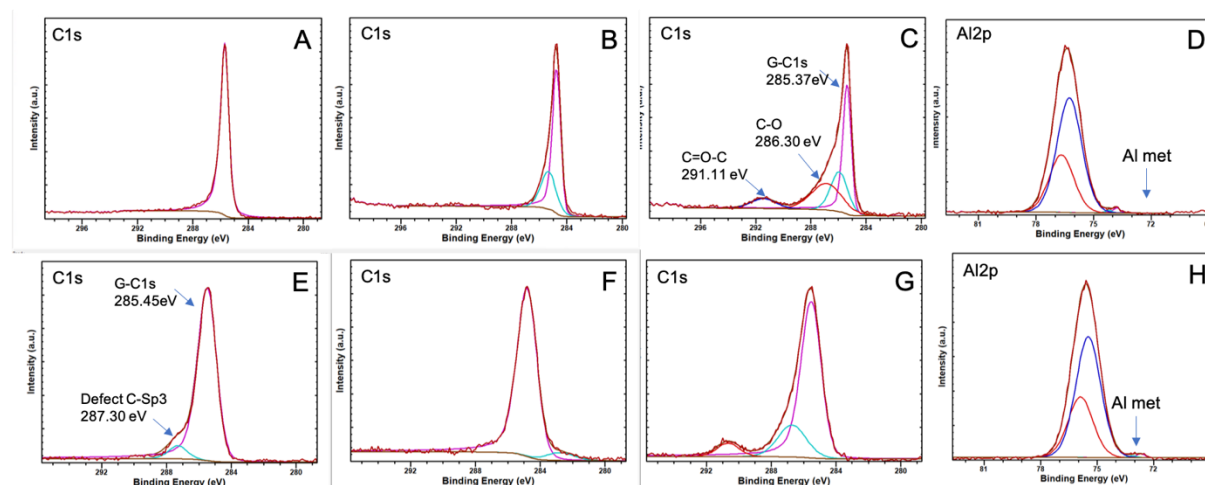 C1s
A
Intensity (a.u.)
296 292 288 284 280
Binding Energy (eV)
C1s
B
Intensity (a.u.)
296 292 288 284 280
Binding Energy (eV)
C1s
C
G-C1s
285.37eV
C-O
286.30 eV
C=O-C
291.11 eV
Intensity (a.u.)
296 292 288 284 280
Binding Energy (eV)
Al2p
D
Al met
Intensity (a.u.)
81 78 75 72
Binding Energy (eV)
C1s
E
G-C1s
285.45eV
Defect C-Sp3
287.30 eV
Intensity (a.u.)
292 288 284
Binding Energy (eV)
C1s
F
Intensity (a.u.)
292 288 284 280
Binding Energy (eV)
C1s
G
Intensity (a.u.)
292 288 284 280
Binding Energy (eV)
Al2p
H
Al met
Intensity (a.u.)
81 78 75 72
Binding Energy (eV)